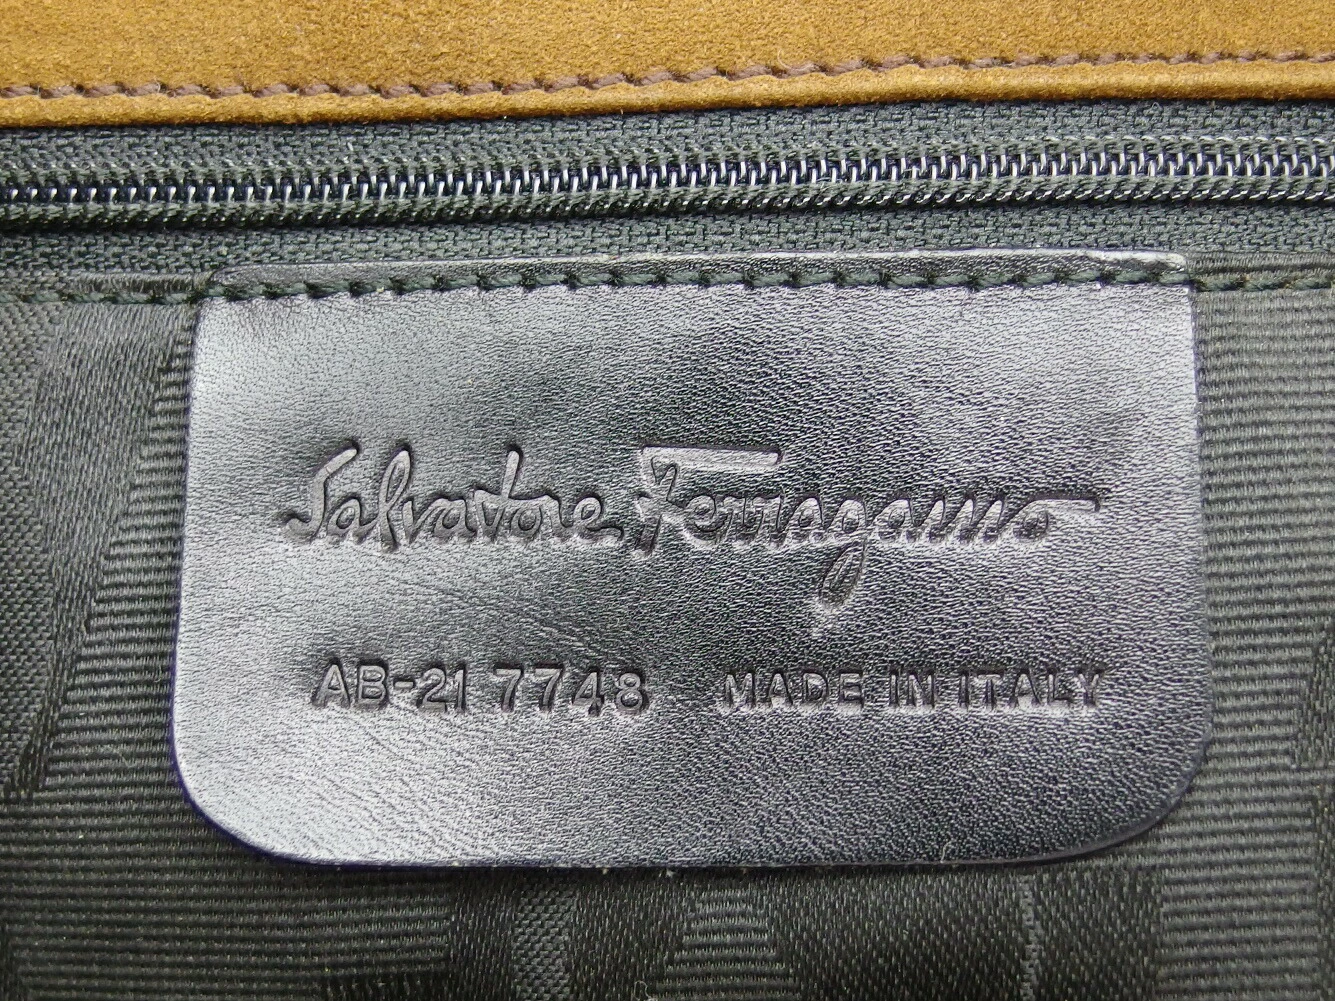 Salvatore Ferragamo
AB-21 7748 MADE IN ITALY